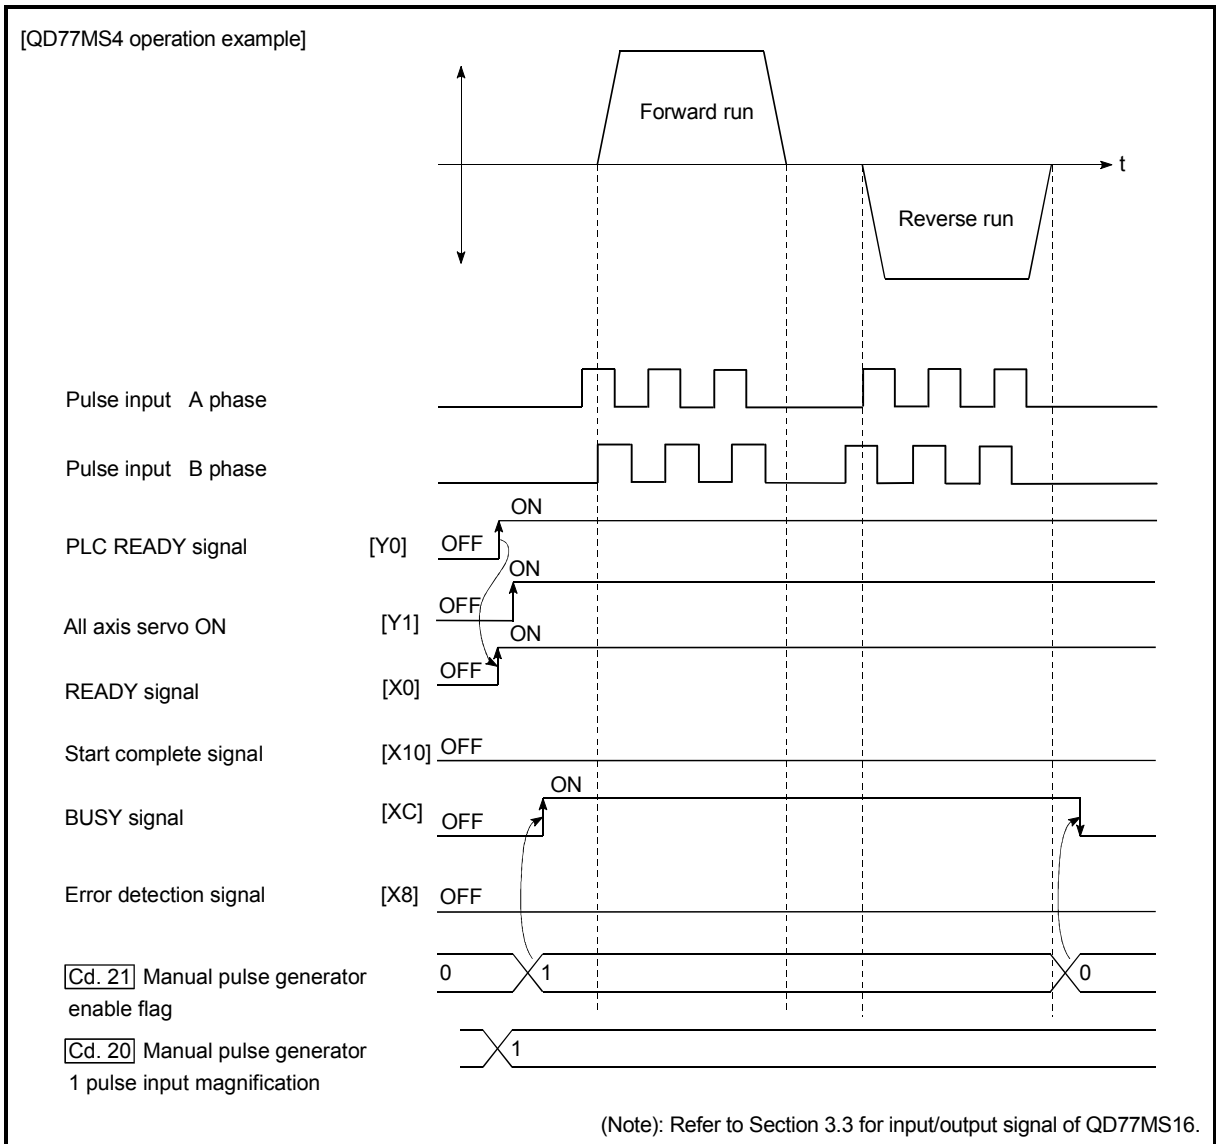 [QD77MS4 operation example]
Forward run
t
Reverse run
Pulse input A phase
Pulse input B phase
ON
PLC READY signal [Y0] OFF
ON
OFF
All axis servo ON [Y1]
ON
OFF
READY signal [X0]
Start complete signal [X10] OFF
ON
BUSY signal [XC] OFF
Error detection signal [X8] OFF
Cd. 21 Manual pulse generator 0 1 0
enable flag
Cd. 20 Manual pulse generator 1
1 pulse input magnification
(Note): Refer to Section 3.3 for input/output signal of QD77MS16.